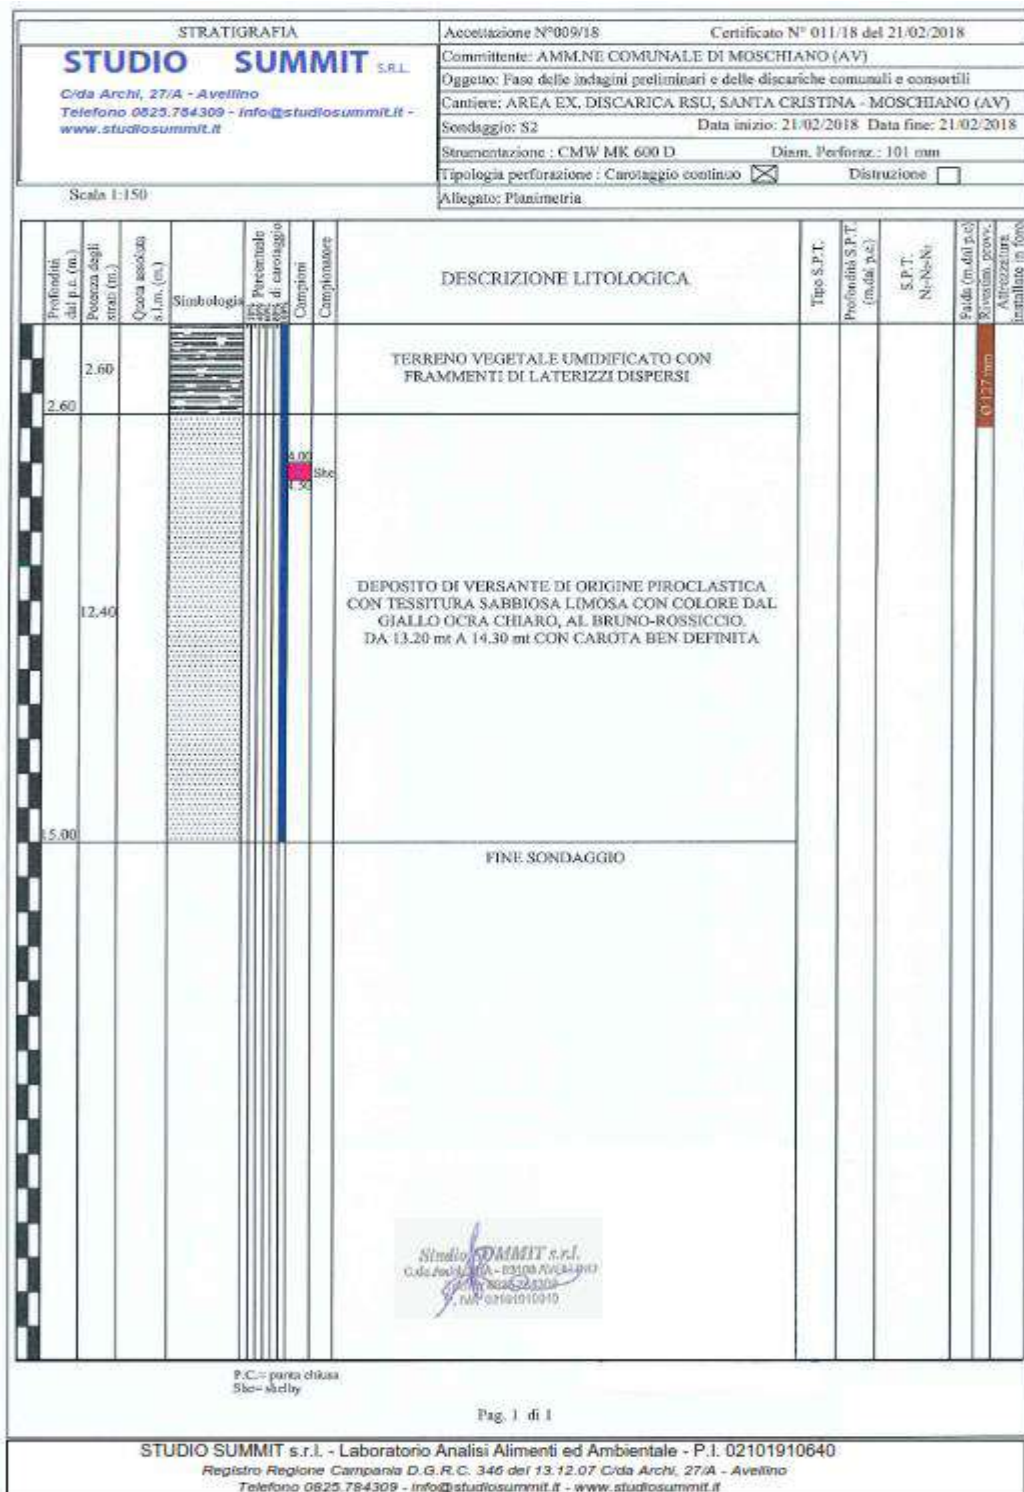 STRATIGRAFIA
STUDIO SUMMIT S.R.L.
C/da Archi, 27/A - Avellino
Telefono 0825.784309 - info@studiosummit.it -
www.studiosummit.it
Scala 1:150
Accettazione N°009/18 Certificato N° 011/18 del 21/02/2018
Committente: AMM.NE COMUNALE DI MOSCHIANO (AV)
Oggetto: Fase delle indagini preliminari e delle discariche comunali e consortili
Cantiere: AREA EX. DISCARICA RSU, SANTA CRISTINA - MOSCHIANO (AV)
Sondaggio: S2 Data inizio: 21/02/2018 Data fine: 21/02/2018
Strumentazione : CMW MK 600 D Diam. Perforaz.: 101 mm
Tipologia perforazione : Carotaggio continuo Distruzione
Allegato: Planimetria
Profondità dal p.c. (m.)
Potenza degli strati (m.)
Quota assoluta s.l.m. (m.)
Simbologia
Percentuale di carotaggio
Campioni
Campionatore
DESCRIZIONE LITOLOGICA
Tipo S.P.T.
Profondità S.P.T. (m.dal p.c.)
S.P.T.
Falda (m.dal p.c)
Rivestim. provv.
Attrezzatura installate in foro
2.60
2.60
TERRENO VEGETALE UMIDIFICATO CON
FRAMMENTI DI LATERIZZI DISPERSI
Ø 127 mm
4.00
She
4.50
12.40
DEPOSITO DI VERSANTE DI ORIGINE PIROCLASTICA
CON TESSITURA SABBIOSA LIMOSA CON COLORE DAL
GIALLO OCRA CHIARO, AL BRUNO-ROSSICCIO.
DA 13.20 mt A 14.30 mt CON CAROTA BEN DEFINITA
15.00
FINE SONDAGGIO
Studio SUMMIT s.r.l.
P.C.= punta chiusa
She= shelby
Pag. 1 di 1
STUDIO SUMMIT s.r.l. - Laboratorio Analisi Alimenti ed Ambientale - P.I. 02101910640
Registro Regione Campania D.G.R.C. 346 del 13.12.07 C/da Archi, 27/A - Avellino
Telefono 0825.784309 - info@studiosummit.it - www.studiosummit.it